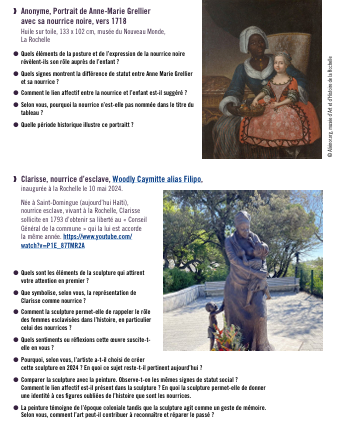 Anonyme, Portrait de Anne-Marie Grellier
avec sa nourrice noire, vers 1718
Huile sur toile, 133 x 102 cm, musée du Nouveau Monde,
La Rochelle
● Quels éléments de la posture et de l'expression de la nourrice noire
révèlent-ils son rôle auprès de l'enfant ?
● Quels signes montrent la différence de statut entre Anne Marie Grellier
et sa nourrice ?
● Comment le lien affectif entre la nourrice et l'enfant est-il suggéré ?
● Selon vous, pourquoi la nourrice n'est-elle pas nommée dans le titre du
tableau ?
● Quelle période historique illustre ce portrait ?
© Alienor.org, musée d'Art et d'Histoire de la Rochelle
Clarisse, nourrice d'esclave, Woodly Caymitte alias Filipo,
inaugurée à la Rochelle le 10 mai 2024.
Née à Saint-Domingue (aujourd'hui Haïti),
nourrice esclave, vivant à la Rochelle, Clarisse
sollicite en 1793 d'obtenir sa liberté au « Conseil
Général de la commune » qui la lui accorde
la même année. https://www.youtube.com/
watch?v=P1E_87TMR2A
● Quels sont les éléments de la sculpture qui attirent
votre attention en premier ?
● Que symbolise, selon vous, la représentation de
Clarisse comme nourrice ?
● Comment la sculpture permet-elle de rappeler le rôle
des femmes esclavisées dans l'histoire, en particulier
celui des nourrices ?
● Quels sentiments ou réflexions cette œuvre suscite-t-
elle en vous ?
● Pourquoi, selon vous, l'artiste a-t-il choisi de créer
cette sculpture en 2024 ? En quoi ce sujet reste-t-il pertinent aujourd'hui ?
● Comparer la sculpture avec la peinture. Observe-t-on les mêmes signes de statut social ?
Comment le lien affectif est-il présent dans la sculpture ? En quoi la sculpture permet-elle de donner
une identité à ces figures oubliées de l'histoire que sont les nourrices.
● La peinture témoigne de l'époque coloniale tandis que la sculpture agit comme un geste de mémoire.
Selon vous, comment l'art peut-il contribuer à reconnaître et réparer le passé ?